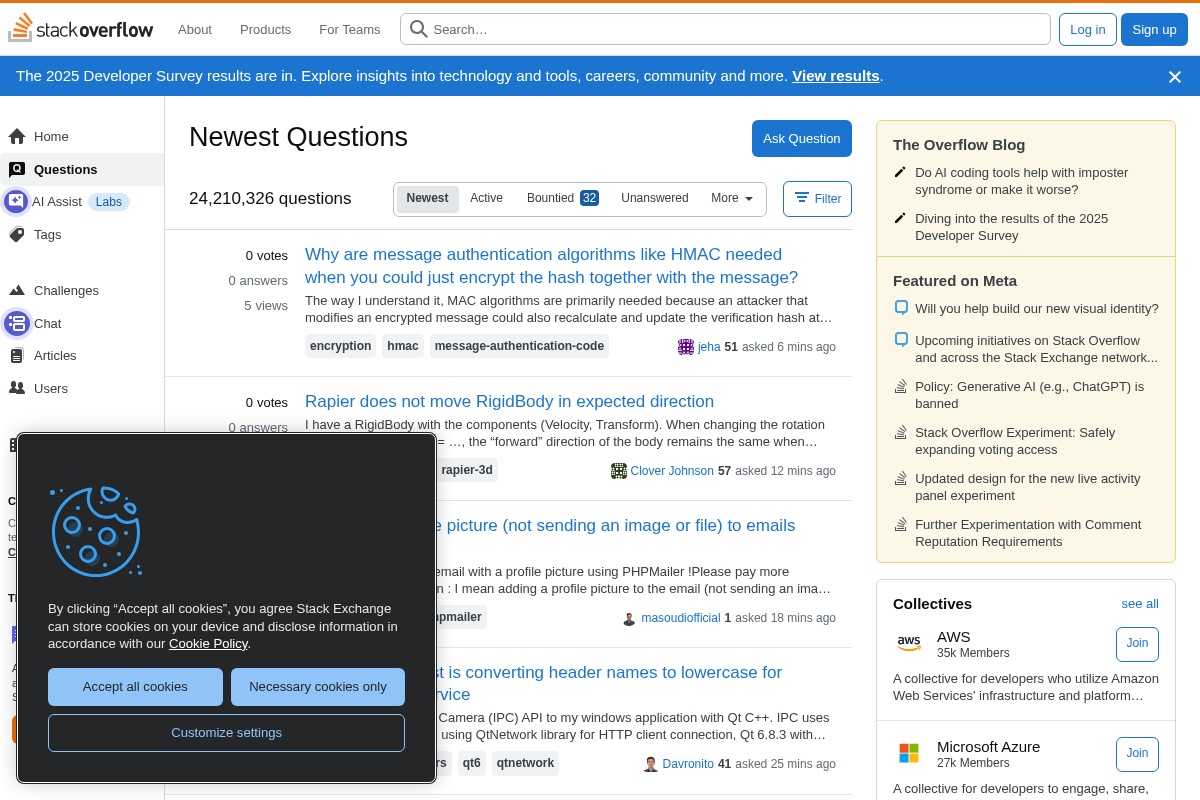 stack overflow
About
Products
For Teams
Search…
Log in
Sign up
The 2025 Developer Survey results are in. Explore insights into technology and tools, careers, community and more. View results.
Home
Questions
AI Assist Labs
Tags
Challenges
Chat
Articles
Users
Newest Questions
Ask Question
24,210,326 questions
Newest
Active
Bountied 32
Unanswered
More
Filter
0 votes
0 answers
5 views
Why are message authentication algorithms like HMAC needed
when you could just encrypt the hash together with the message?
The way I understand it, MAC algorithms are primarily needed because an attacker that
modifies an encrypted message could also recalculate and update the verification hash at…
encryption hmac message-authentication-code
jeha 51 asked 6 mins ago
0 votes
0 answers
Rapier does not move RigidBody in expected direction
I have a RigidBody with the components (Velocity, Transform). When changing the rotation
= …, the “forward” direction of the body remains the same when…
rapier-3d
Clover Johnson 57 asked 12 mins ago
picture (not sending an image or file) to emails
email with a profile picture using PHPMailer !Please pay more
: I mean adding a profile picture to the email (not sending an ima…
masoudiofficial 1 asked 18 mins ago
is converting header names to lowercase for
Camera (IPC) API to my windows application with Qt C++. IPC uses
using QtNetwork library for HTTP client connection, Qt 6.8.3 with…
qt6 qtnetwork
Davronito 41 asked 25 mins ago
By clicking “Accept all cookies”, you agree Stack Exchange
can store cookies on your device and disclose information in
accordance with our Cookie Policy.
Accept all cookies
Necessary cookies only
Customize settings
The Overflow Blog
Do AI coding tools help with imposter
syndrome or make it worse?
Diving into the results of the 2025
Developer Survey
Featured on Meta
Will you help build our new visual identity?
Upcoming initiatives on Stack Overflow
and across the Stack Exchange network...
Policy: Generative AI (e.g., ChatGPT) is
banned
Stack Overflow Experiment: Safely
expanding voting access
Updated design for the new live activity
panel experiment
Further Experimentation with Comment
Reputation Requirements
Collectives
see all
aws
AWS
35k Members
Join
A collective for developers who utilize Amazon
Web Services' infrastructure and platform…
Microsoft Azure
27k Members
Join
A collective for developers to engage, share,